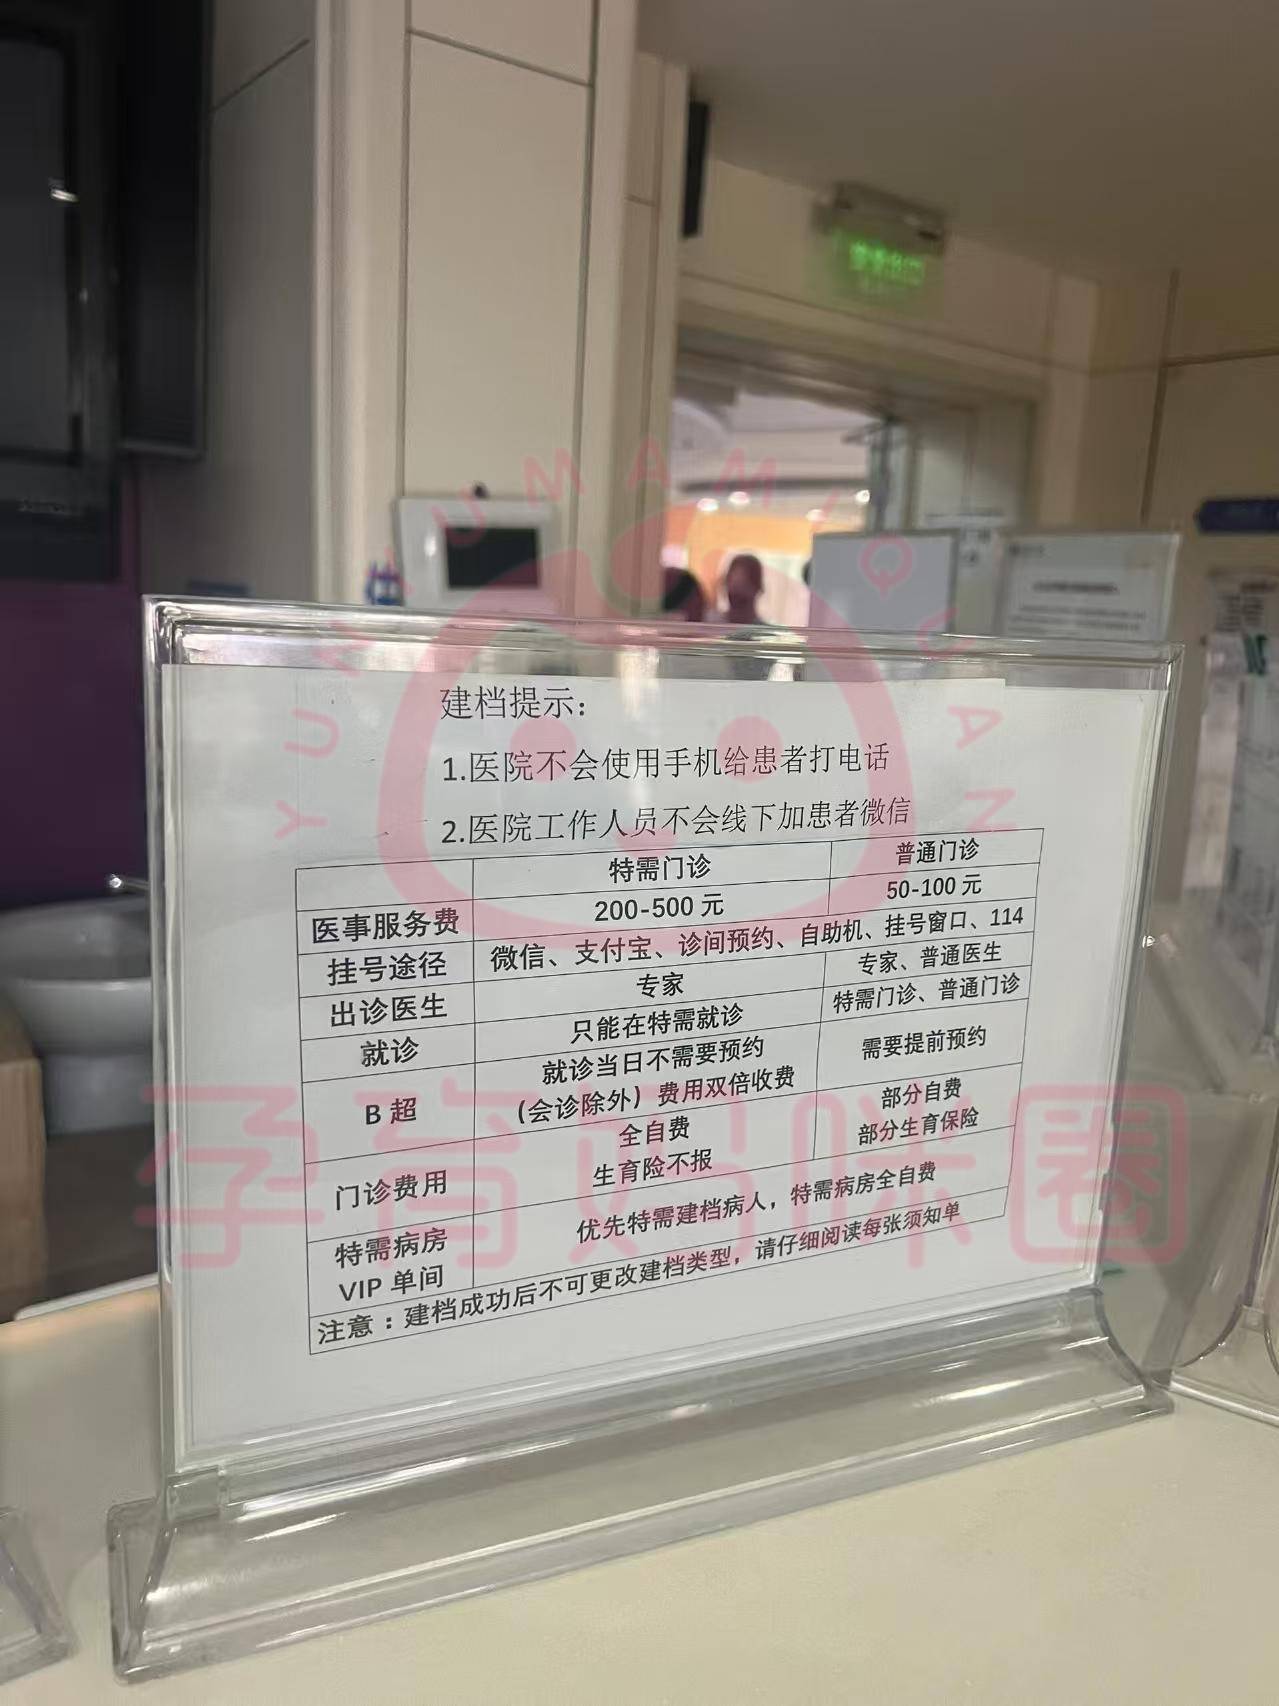 建档提示：
1.医院不会使用手机给患者打电话
2.医院工作人员不会线下加患者微信
特需门诊 普通门诊
医事服务费 200-500 元 50-100 元
挂号途径 微信、支付宝、诊间预约、自助机、挂号窗口、114
出诊医生 专家 专家、普通医生
就诊 只能在特需就诊 特需门诊、普通门诊
B 超 就诊当日不需要预约
（会诊除外）费用双倍收费 需要提前预约
门诊费用 全自费
生育险不报 部分自费
部分生育保险
特需病房
VIP 单间 优先特需建档病人，特需病房全自费
注意：建档成功后不可更改建档类型，请仔细阅读每张须知单
YUNYUMAMIQUAN
孕育妈咪圈